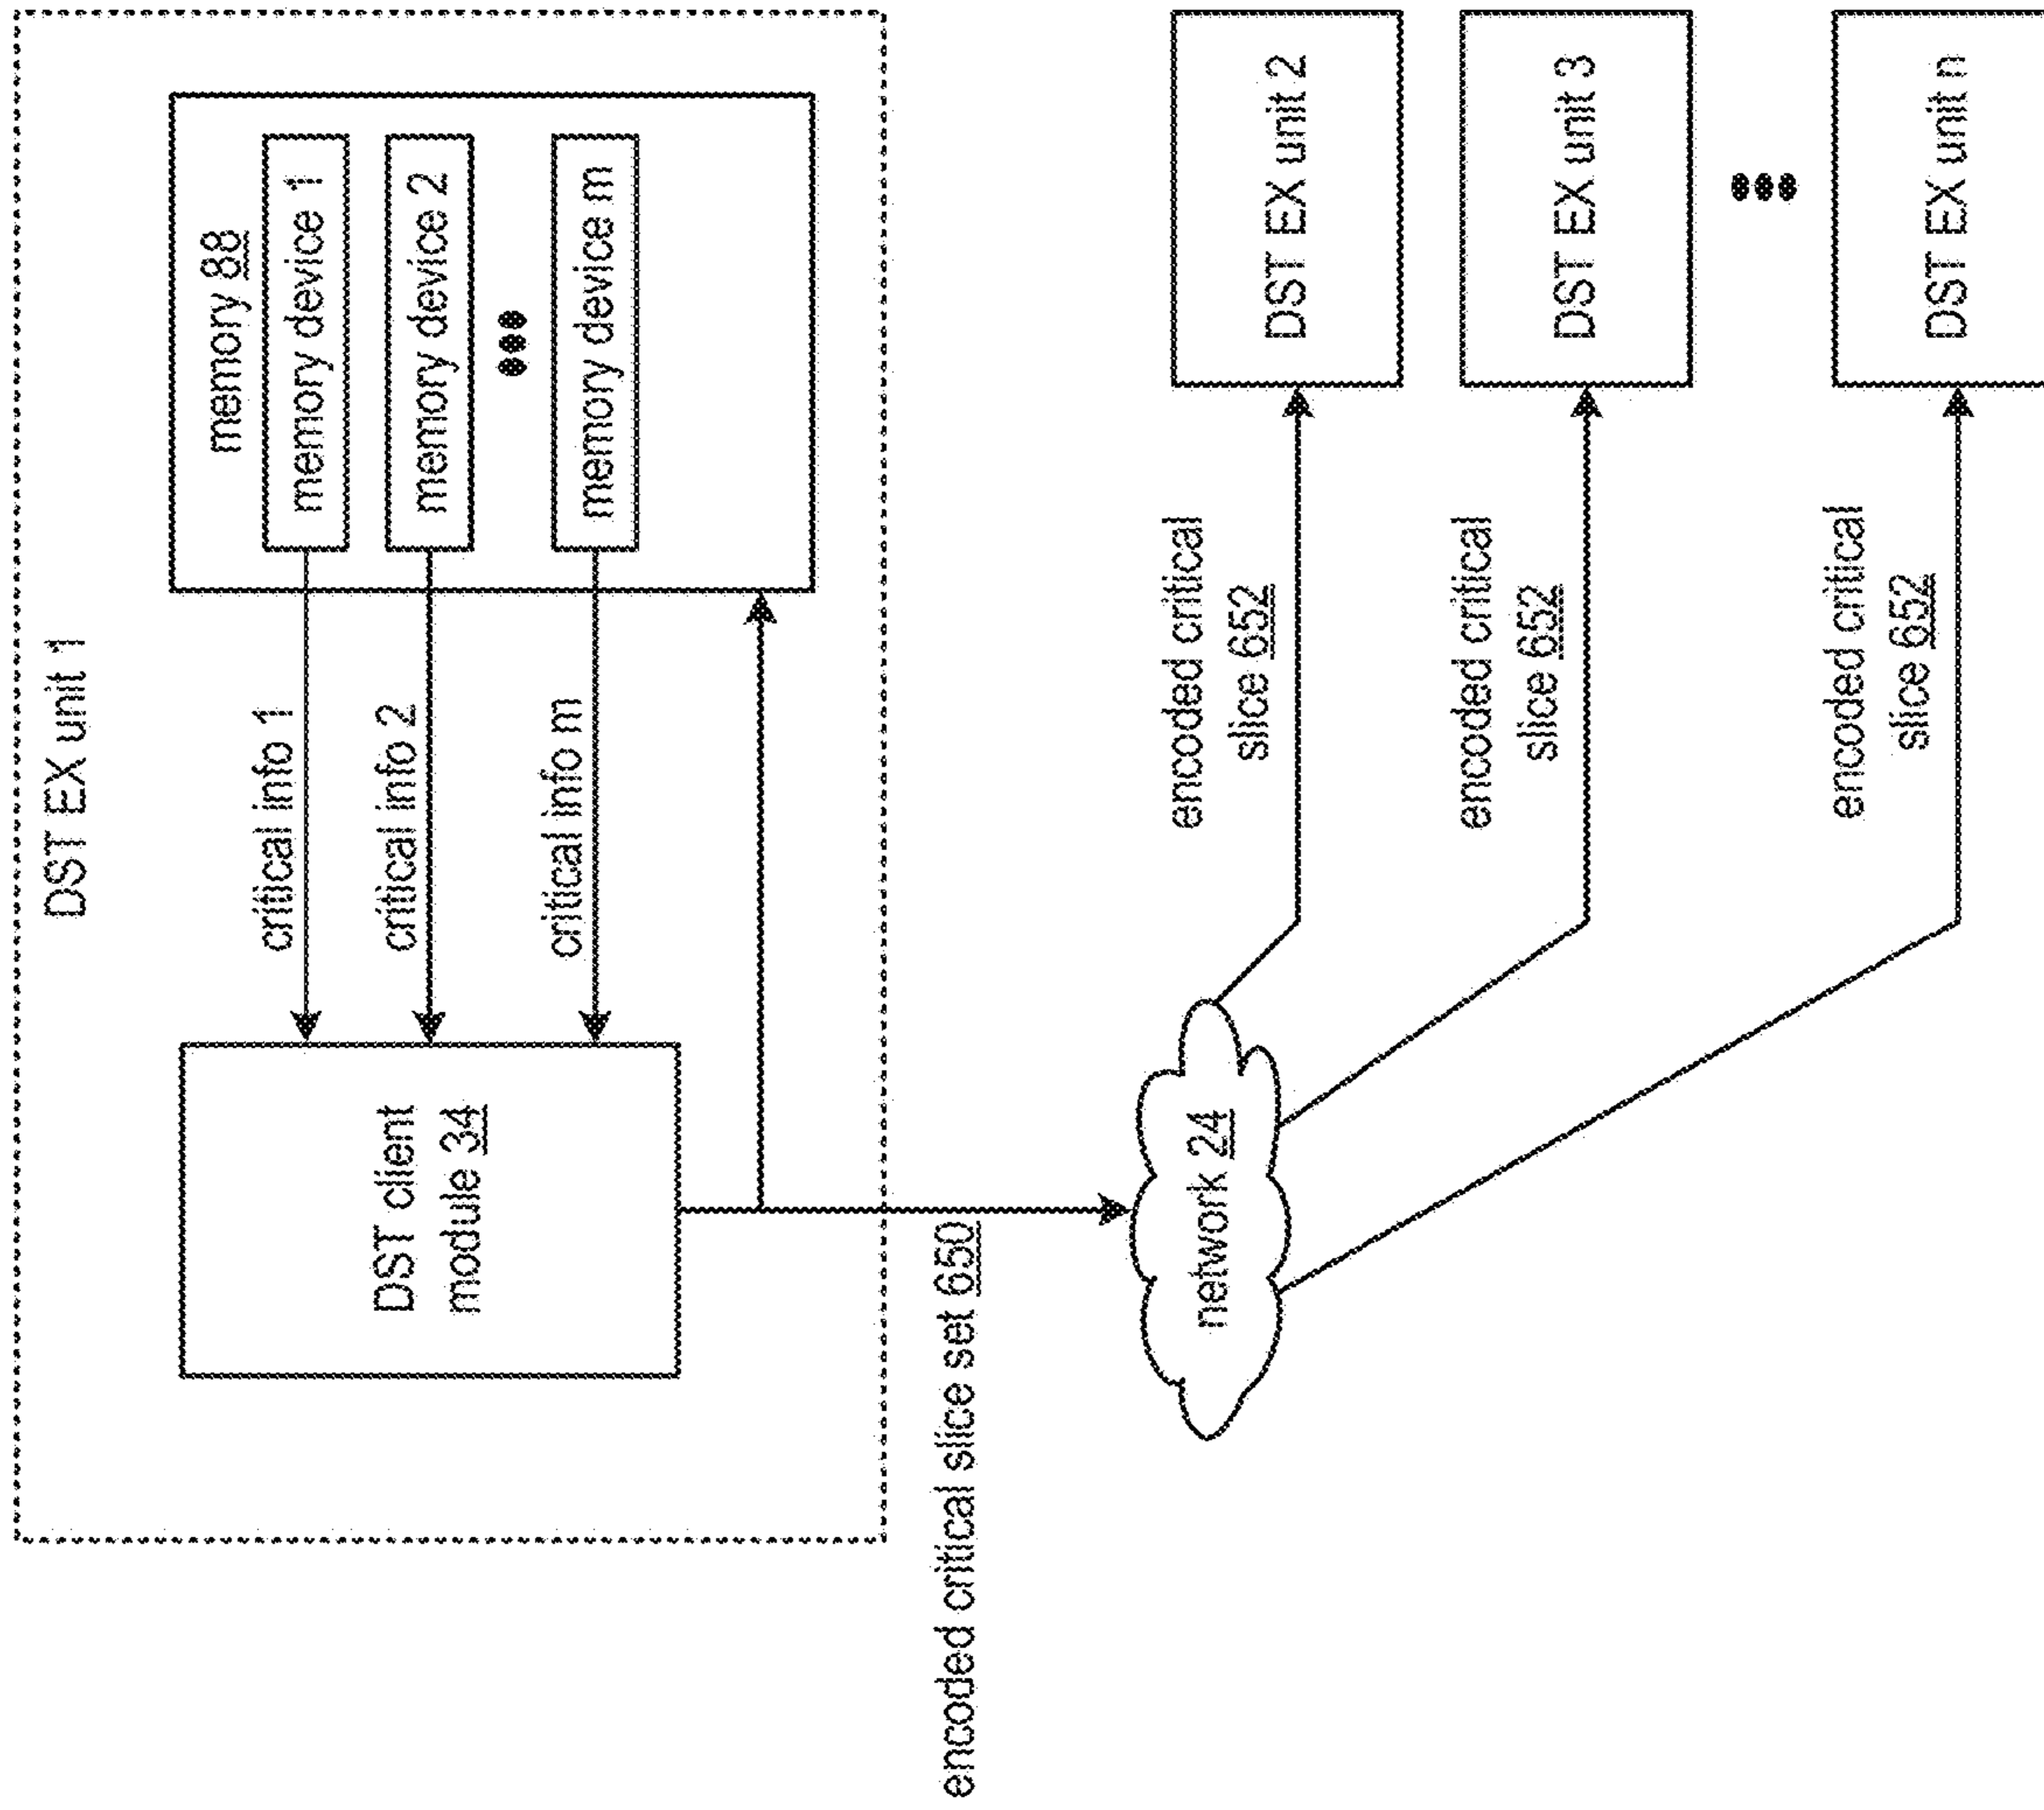 DST EX unit 1
memory 88
memory device 1
memory device 2
memory device m
critical info 1
critical info 2
critical info m
DST client
module 34
encoded critical slice set 650
network 24
encoded critical
slice 652
DST EX unit 2
encoded critical
slice 652
DST EX unit 3
encoded critical
slice 652
DST EX unit n